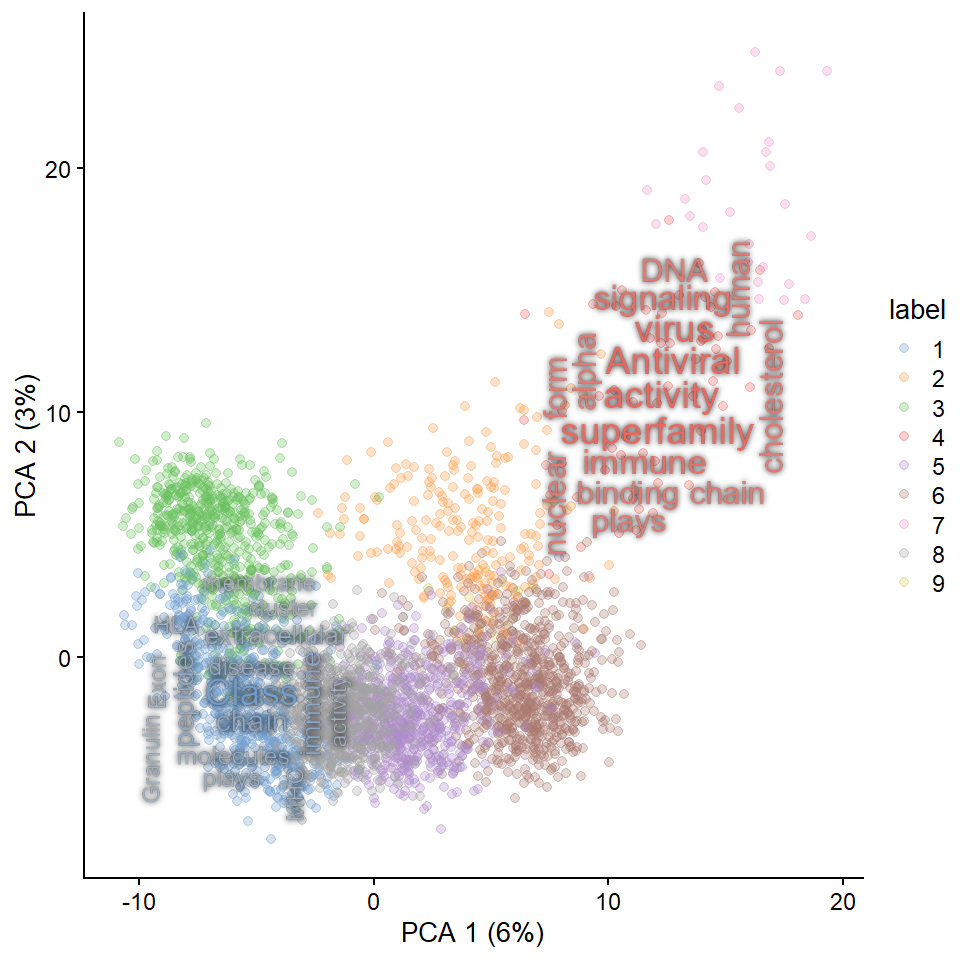 20
10
0
-10
0
10
20
PCA 1 (6%)
PCA 2 (3%)
label
1
2
3
4
5
6
7
8
9
DNA
human
signaling
virus
alpha
Antiviral
form
activity
cholesterol
superfamily
immune
nuclear
binding chain
plays
membrane
HLA
extracellular
disease
Exon
peptides
Class
immune
activity
chain
Granulin
molecules
plays
MHC